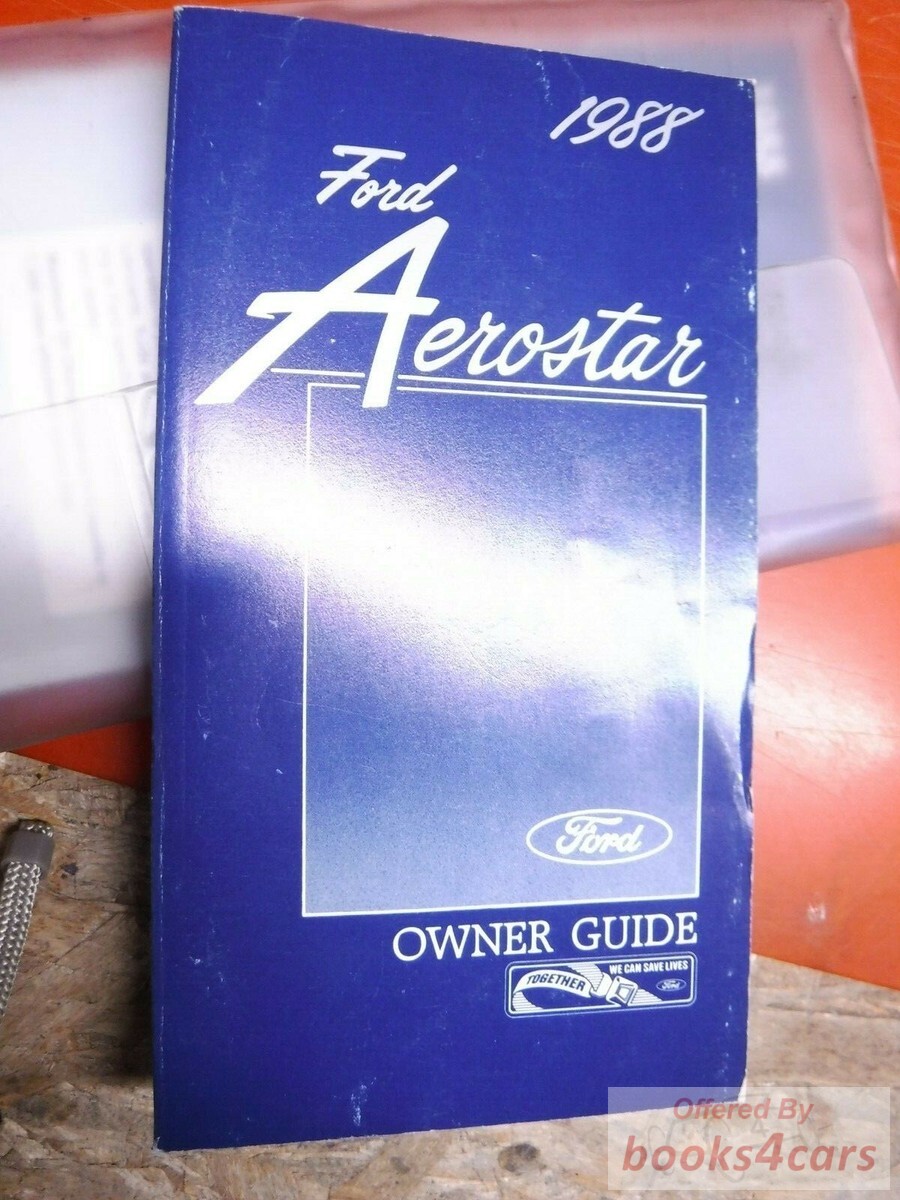 1988
Ford
Aerostar
Ford
OWNER GUIDE
TOGETHER
WE CAN SAVE LIVES
Ford
Offered By
books4cars